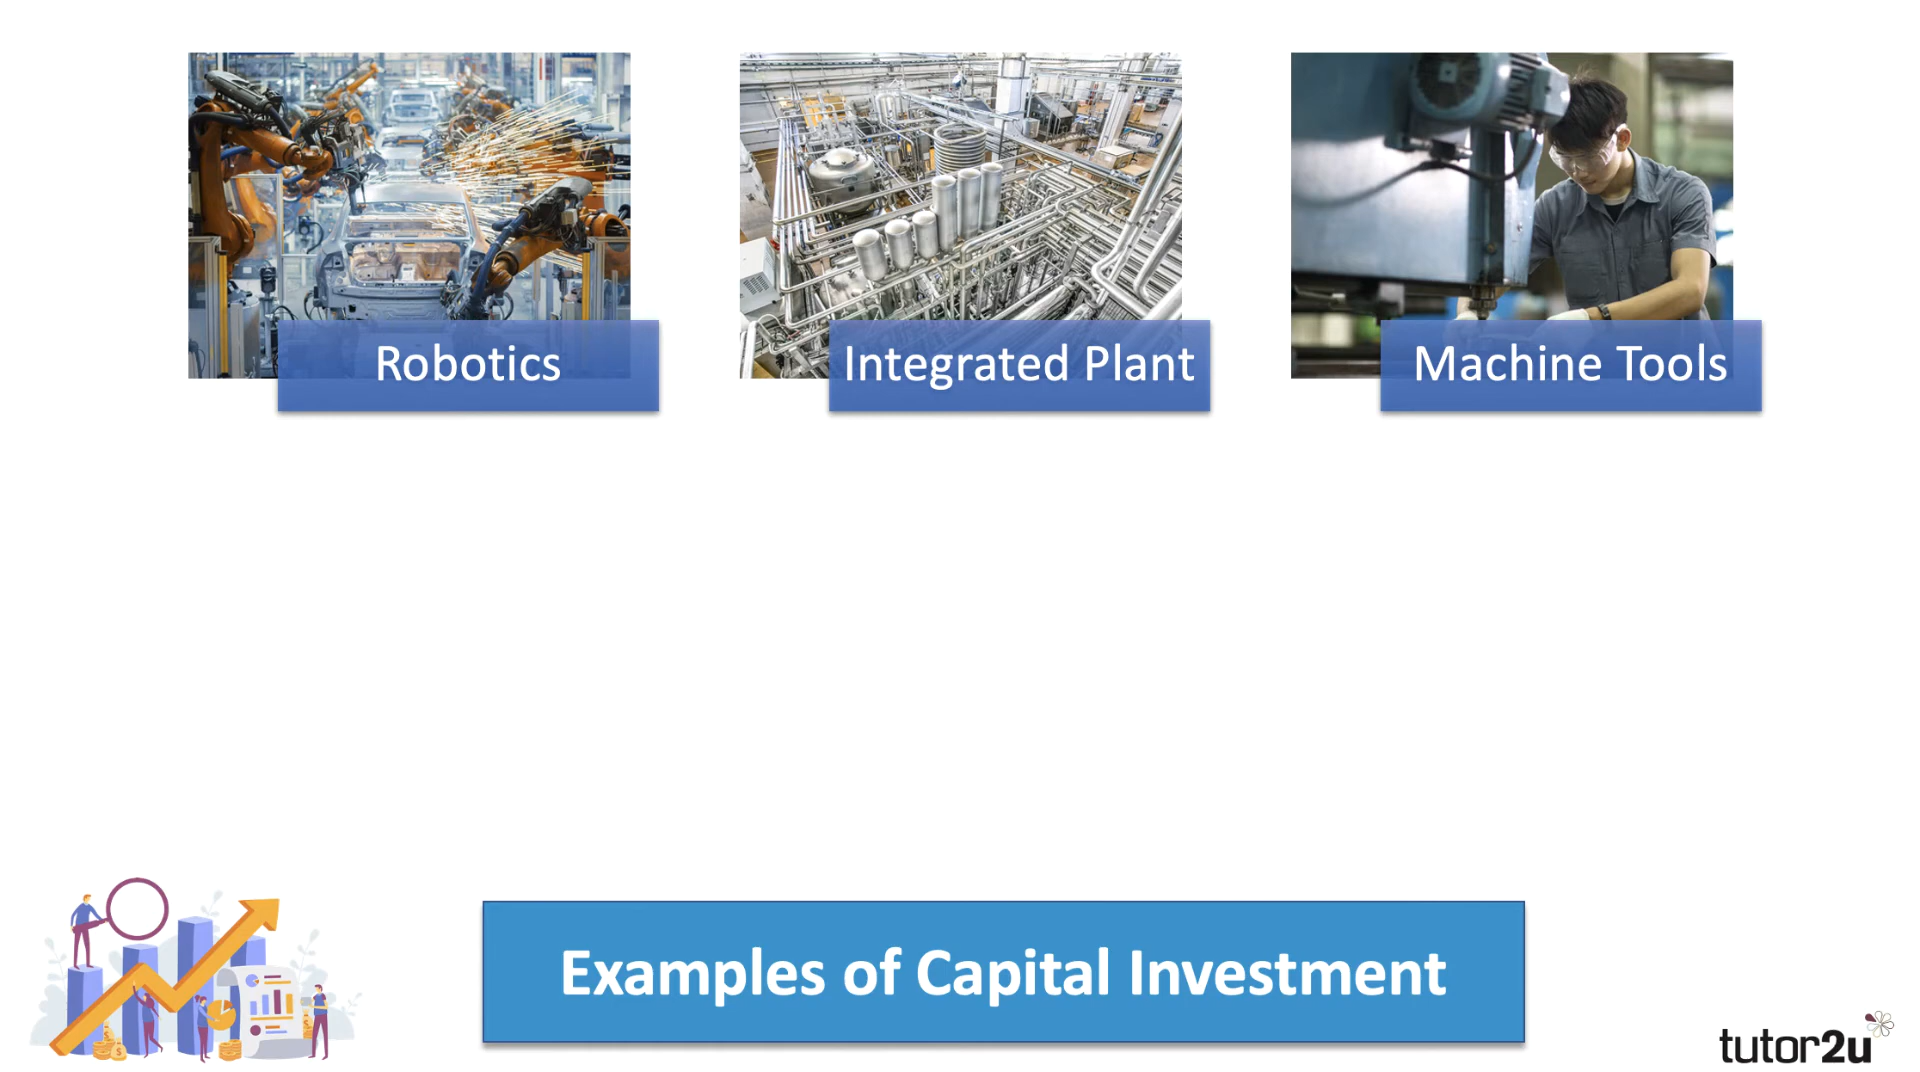 Robotics
Integrated Plant
Machine Tools
Examples of Capital Investment
tutor2u